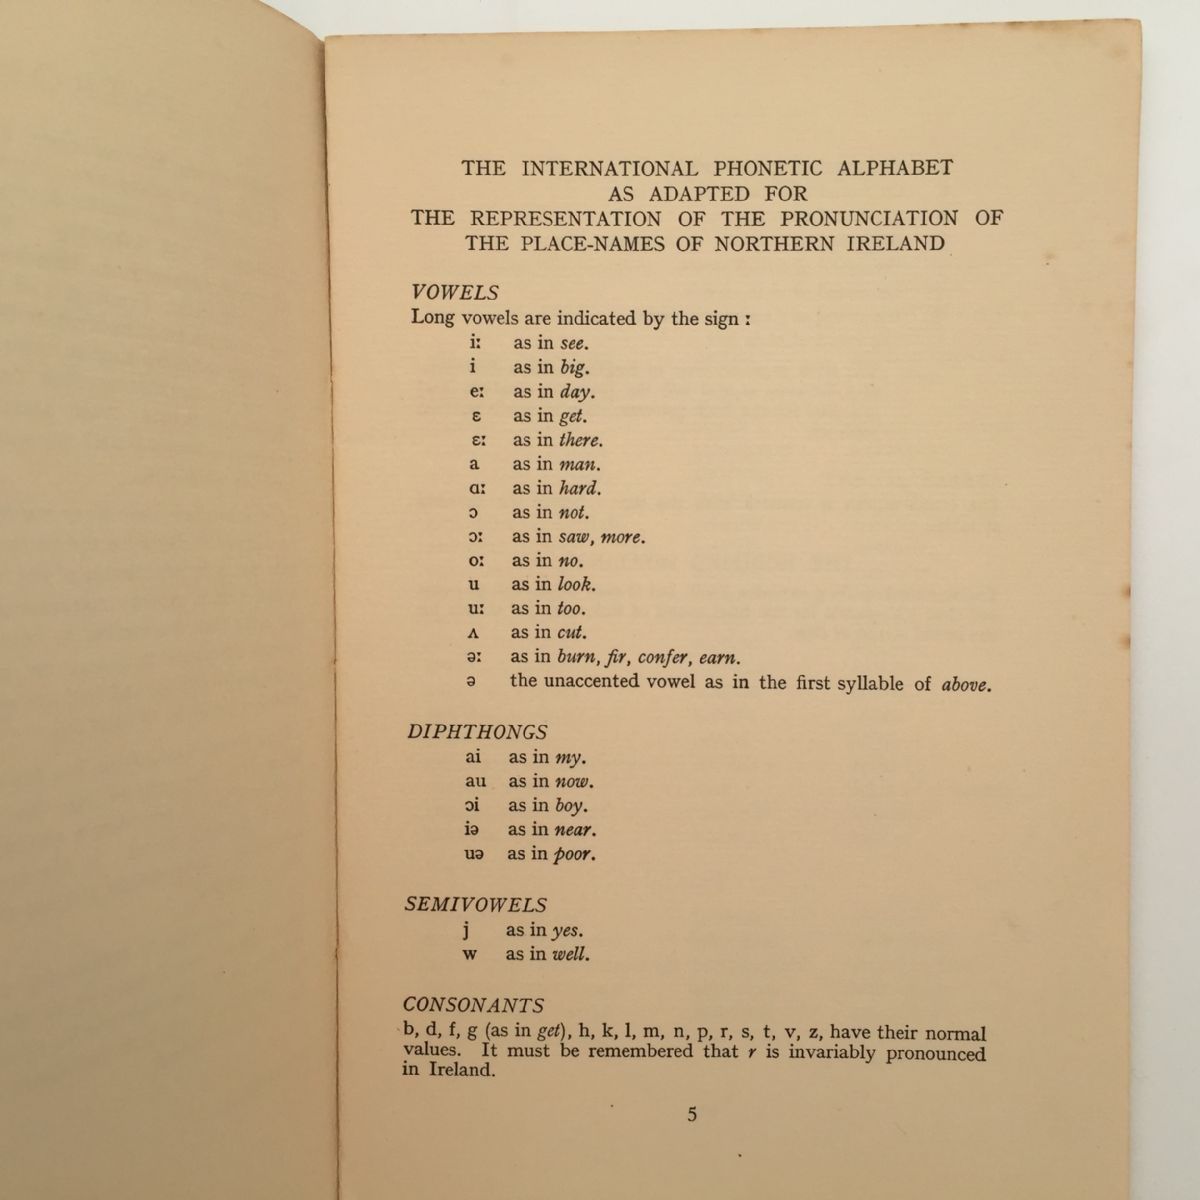 THE INTERNATIONAL PHONETIC ALPHABET
AS ADAPTED FOR
THE REPRESENTATION OF THE PRONUNCIATION OF
THE PLACE-NAMES OF NORTHERN IRELAND
VOWELS
Long vowels are indicated by the sign ː
iː as in see.
i as in big.
eː as in day.
ɛ as in get.
ɛː as in there.
a as in man.
ɑː as in hard.
ɔ as in not.
ɔː as in saw, more.
oː as in no.
u as in look.
uː as in too.
ʌ as in cut.
əː as in burn, fir, confer, earn.
ə the unaccented vowel as in the first syllable of above.
DIPHTHONGS
ai as in my.
au as in now.
ɔi as in boy.
iə as in near.
uə as in poor.
SEMIVOWELS
j as in yes.
w as in well.
CONSONANTS
b, d, f, g (as in get), h, k, l, m, n, p, r, s, t, v, z, have their normal
values. It must be remembered that r is invariably pronounced
in Ireland.
5